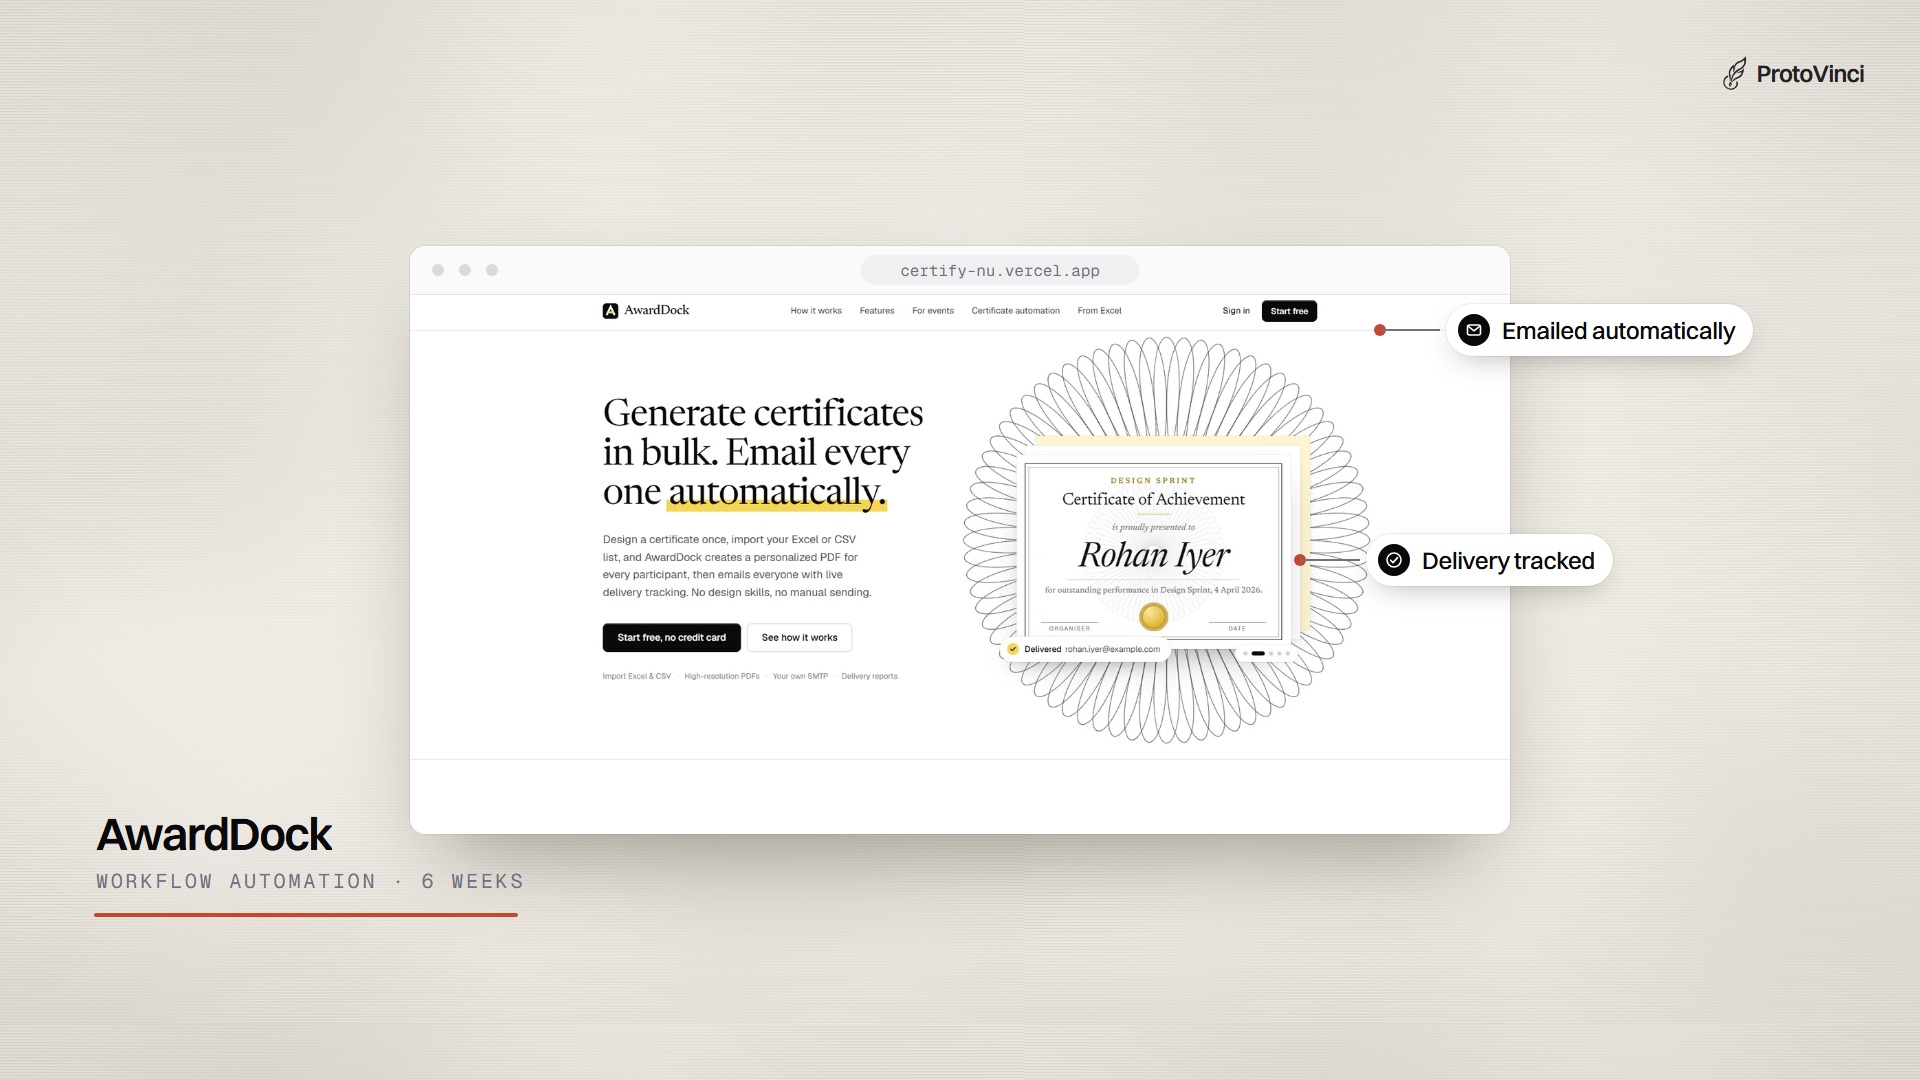 ProtoVinci
certify-nu.vercel.app
AwardDock
How it works
Features
For events
Certificate automation
From Excel
Sign in
Start free
Emailed automatically
Generate certificates
in bulk. Email every
one automatically.
Design a certificate once, import your Excel or CSV
list, and AwardDock creates a personalized PDF for
every participant, then emails everyone with live
delivery tracking. No design skills, no manual sending.
Start free, no credit card
See how it works
Import Excel & CSV · High-resolution PDFs · Your own SMTP · Delivery reports
DESIGN SPRINT
Certificate of Achievement
is proudly presented to
Rohan Iyer
for outstanding performance in Design Sprint, 4 April 2026.
ORGANISER
DATE
Delivered rohan.iyer@example.com
Delivery tracked
AwardDock
WORKFLOW AUTOMATION · 6 WEEKS